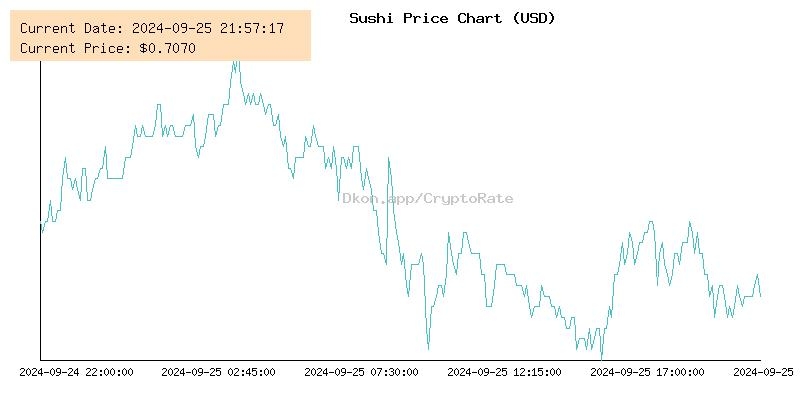 Sushi Price Chart (USD)
Current Date: 2024-09-25 21:57:17
Current Price: $0.7070
Dkon.app/CryptoRate
2024-09-24 22:00:00 2024-09-25 02:45:00 2024-09-25 07:30:00 2024-09-25 12:15:00 2024-09-25 17:00:00 2024-09-25